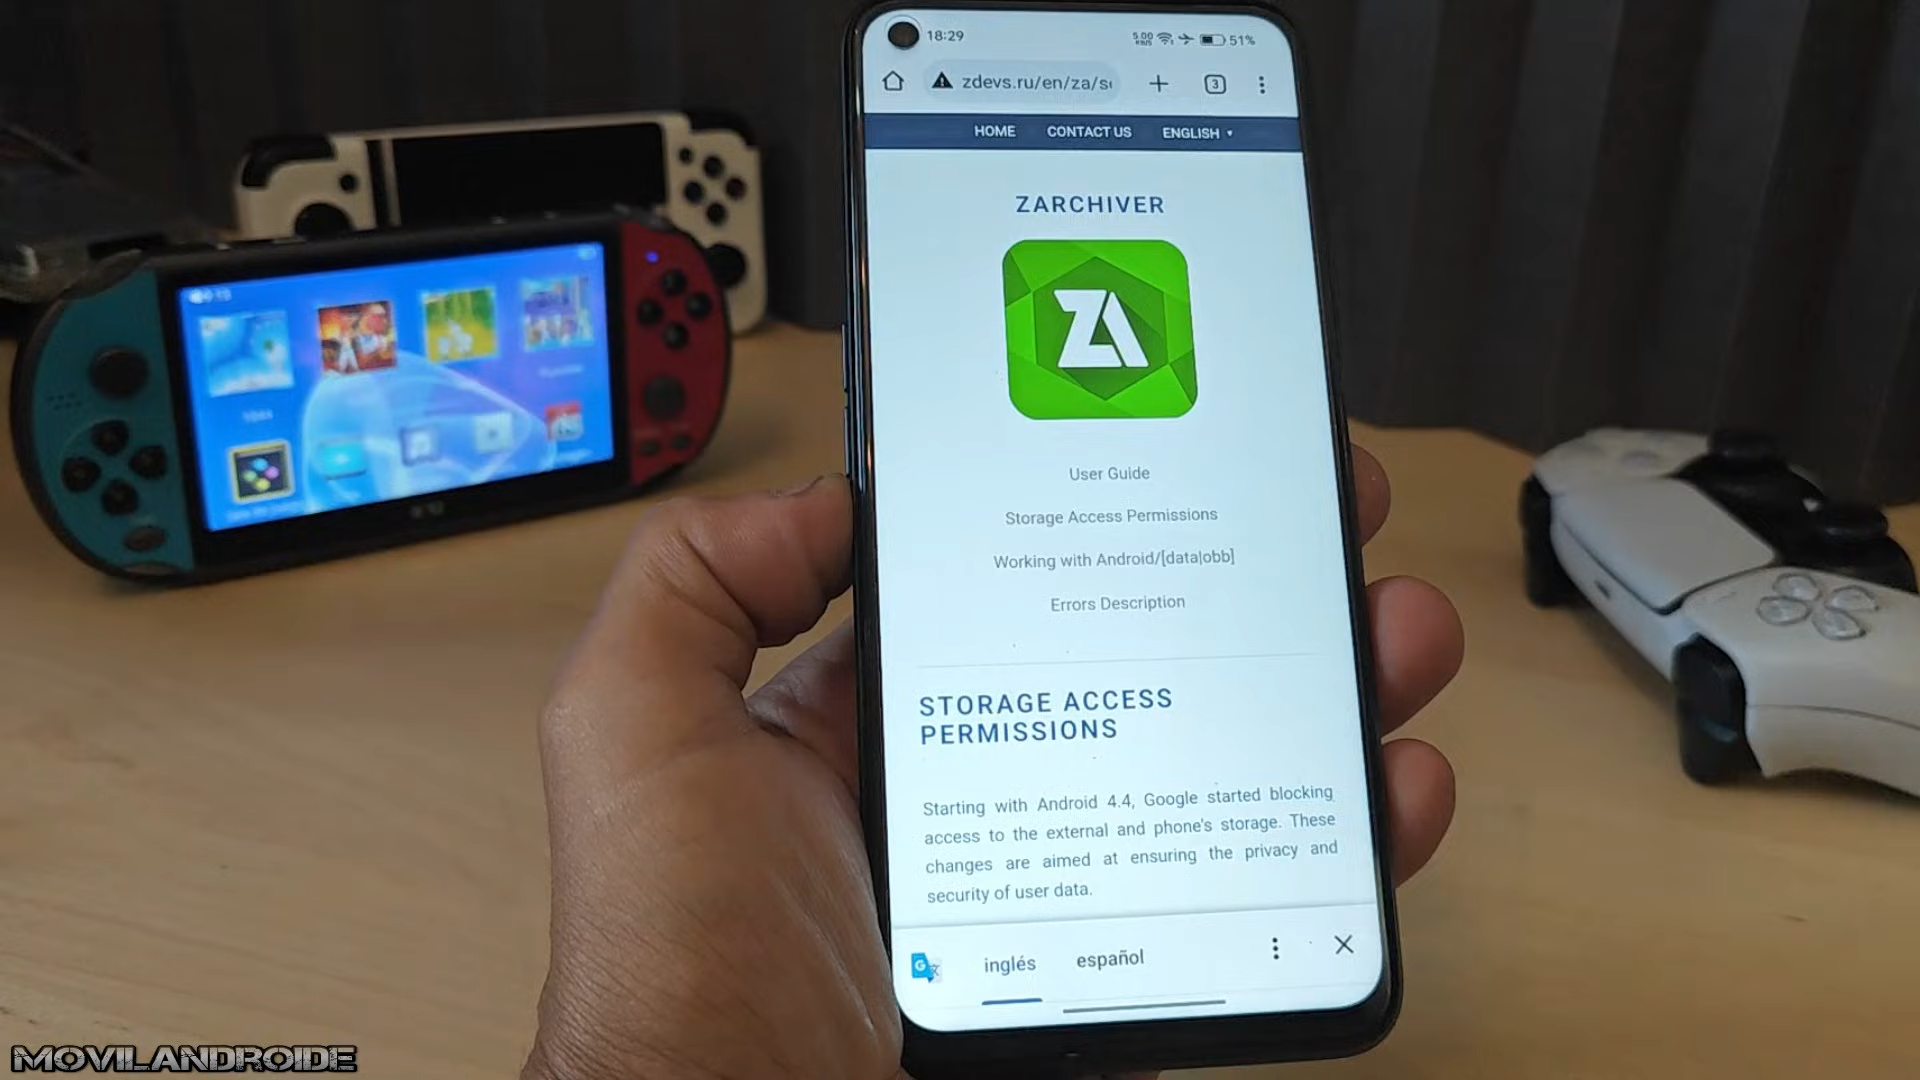 18:29
5.00 KB/S
51%
zdevs.ru/en/za/s
3
HOME CONTACT US ENGLISH
ZARCHIVER
ZA
User Guide
Storage Access Permissions
Working with Android/[data|obb]
Errors Description
STORAGE ACCESS
PERMISSIONS
Starting with Android 4.4, Google started blocking
access to the external and phone's storage. These
changes are aimed at ensuring the privacy and
security of user data.
G 文
inglés español
MOVILANDROIDE